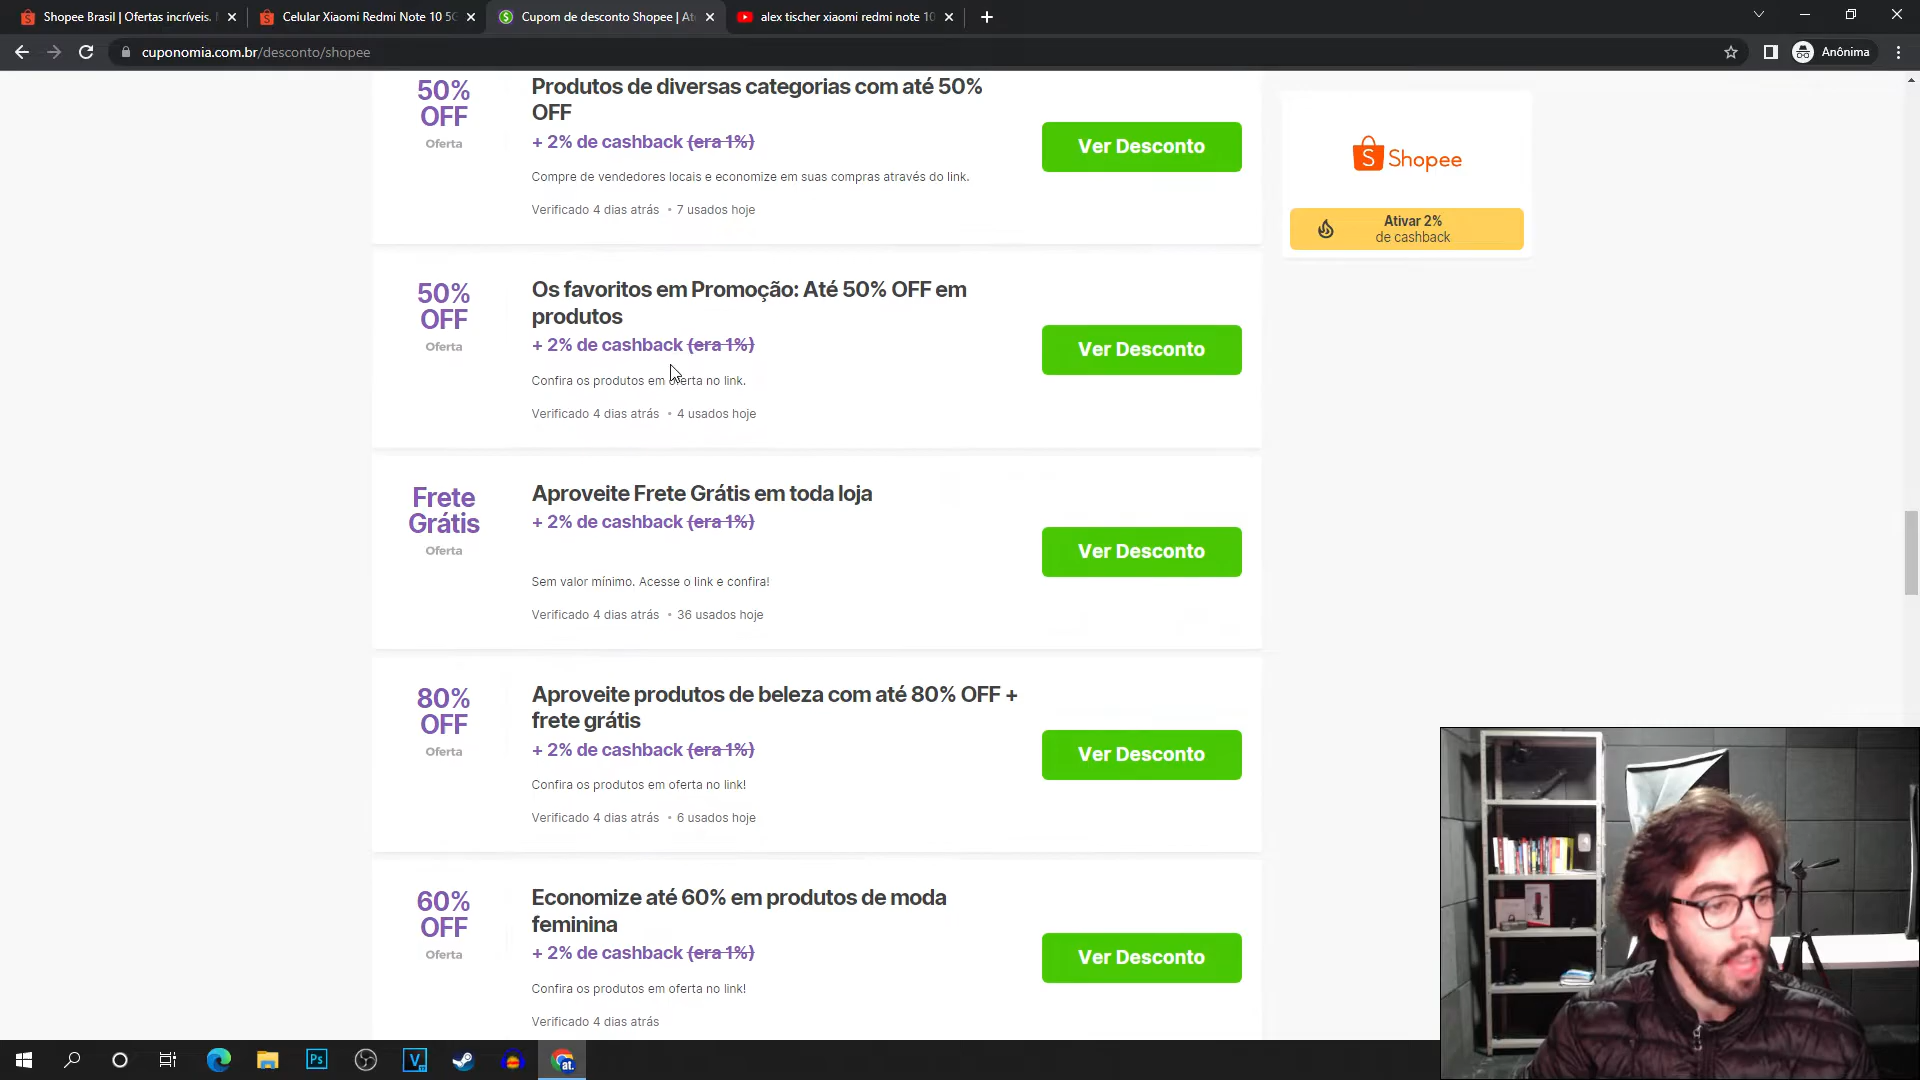 Shopee Brasil | Ofertas incríveis.
Celular Xiaomi Redmi Note 10 5G
Cupom de desconto Shopee | At
alex tischer xiaomi redmi note 10
cuponomia.com.br/desconto/shopee
Anônima
50%
OFF
Oferta
Produtos de diversas categorias com até 50%
OFF
+ 2% de cashback (era 1%)
Compre de vendedores locais e economize em suas compras através do link.
Verificado 4 dias atrás • 7 usados hoje
Ver Desconto
Shopee
Ativar 2%
de cashback
50%
OFF
Oferta
Os favoritos em Promoção: Até 50% OFF em
produtos
+ 2% de cashback (era 1%)
Confira os produtos em oferta no link.
Verificado 4 dias atrás • 4 usados hoje
Ver Desconto
Frete
Grátis
Oferta
Aproveite Frete Grátis em toda loja
+ 2% de cashback (era 1%)
Sem valor mínimo. Acesse o link e confira!
Verificado 4 dias atrás • 36 usados hoje
Ver Desconto
80%
OFF
Oferta
Aproveite produtos de beleza com até 80% OFF +
frete grátis
+ 2% de cashback (era 1%)
Confira os produtos em oferta no link!
Verificado 4 dias atrás • 6 usados hoje
Ver Desconto
60%
OFF
Oferta
Economize até 60% em produtos de moda
feminina
+ 2% de cashback (era 1%)
Confira os produtos em oferta no link!
Verificado 4 dias atrás
Ver Desconto
Ps
V
at.